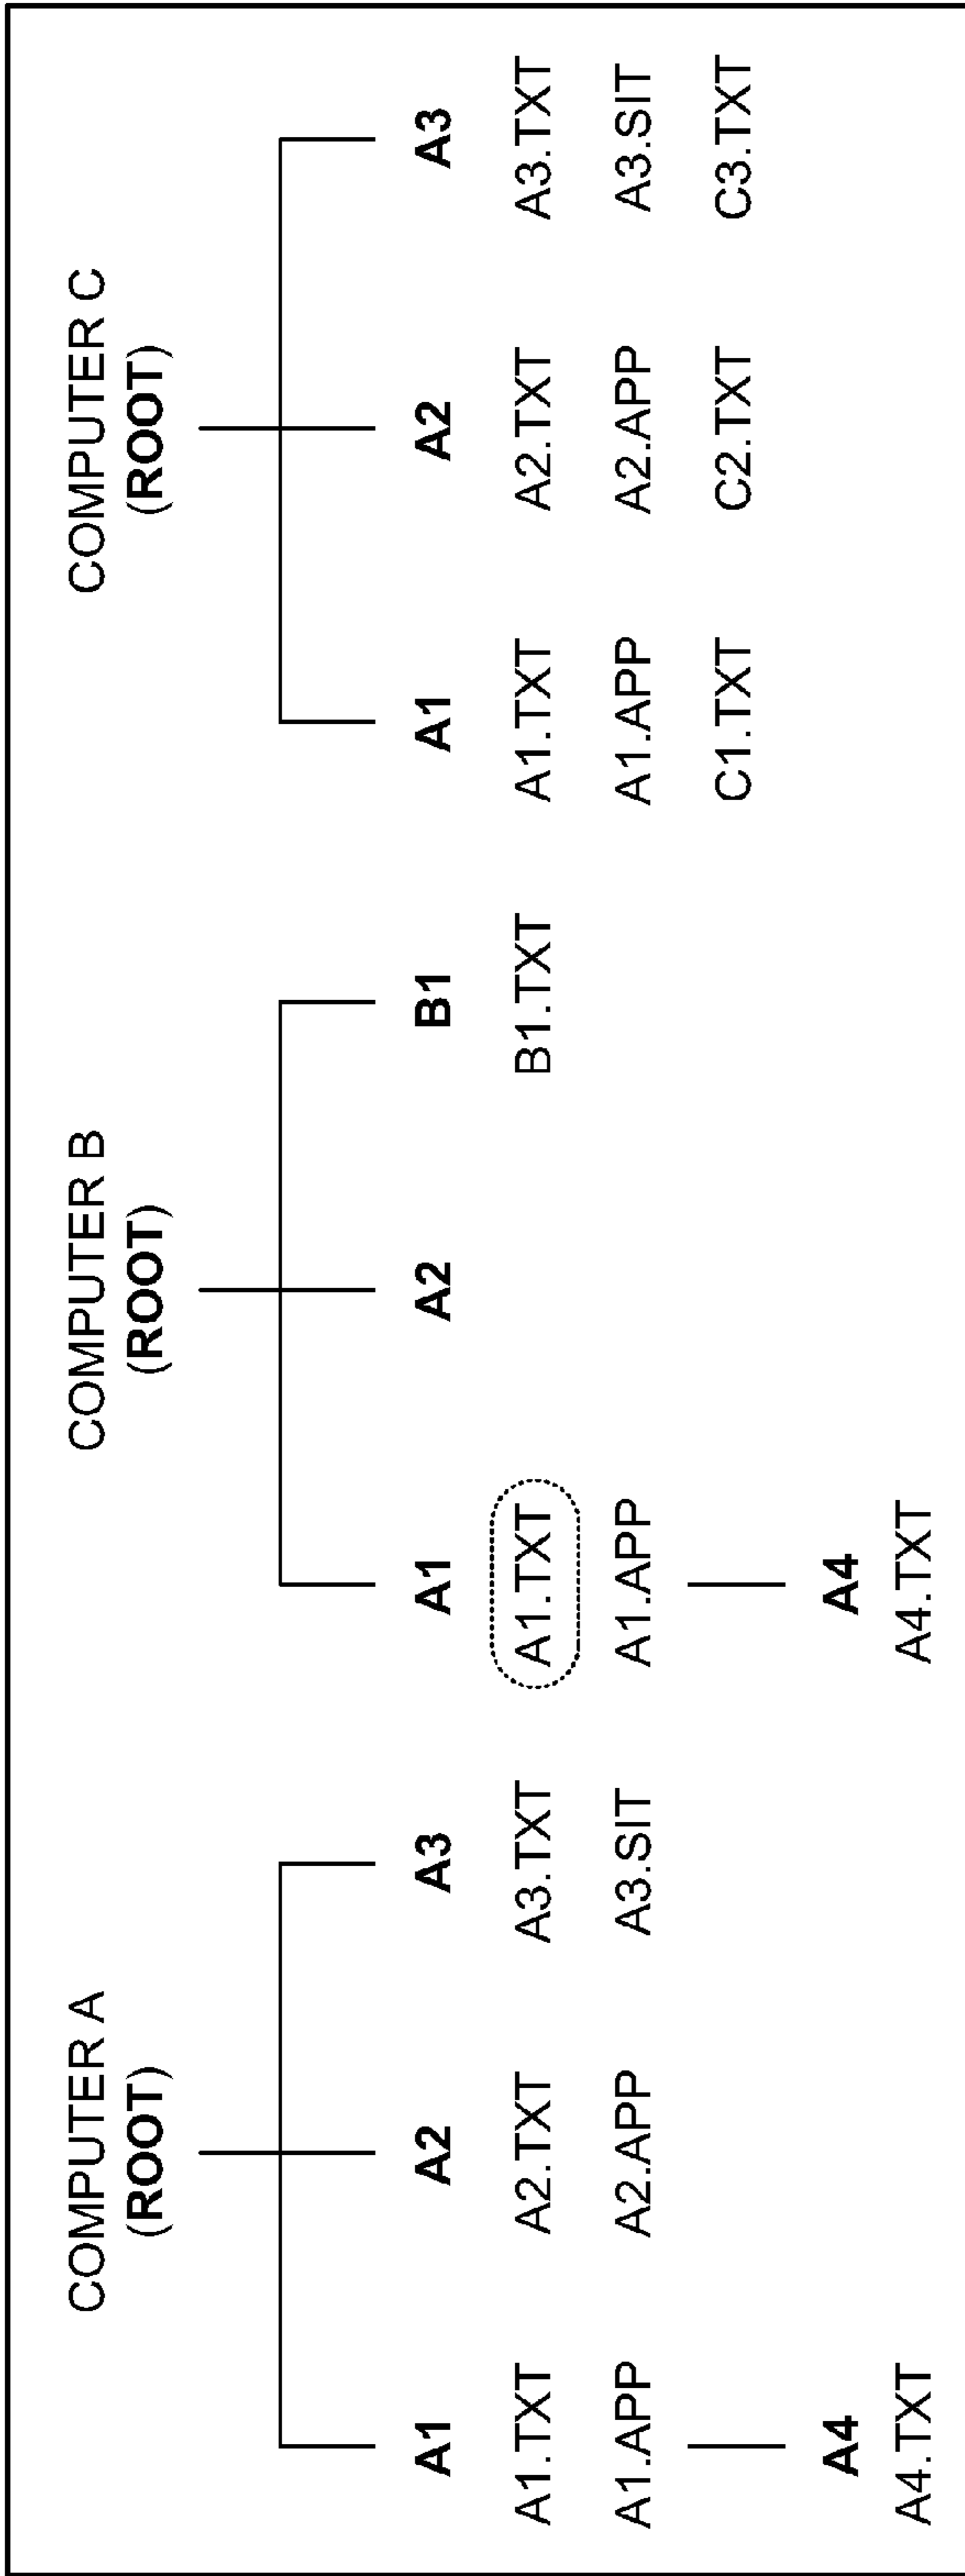 COMPUTER A
(ROOT)
A1
A1.TXT
A1.APP
A4
A4.TXT
A2
A2.TXT
A2.APP
A3
A3.TXT
A3.SIT
COMPUTER B
(ROOT)
A1
A1.TXT
A1.APP
A4
A4.TXT
A2
B1
B1.TXT
COMPUTER C
(ROOT)
A1
A1.TXT
A1.APP
C1.TXT
A2
A2.TXT
A2.APP
C2.TXT
A3
A3.TXT
A3.SIT
C3.TXT